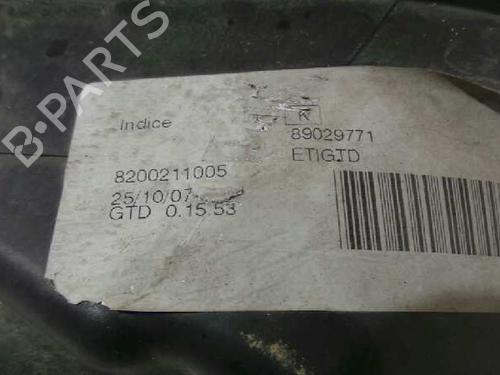 Indice
K
89029771
ETIGTD
8200211005
25/10/07
GTD 0.15.53
B-PARTS